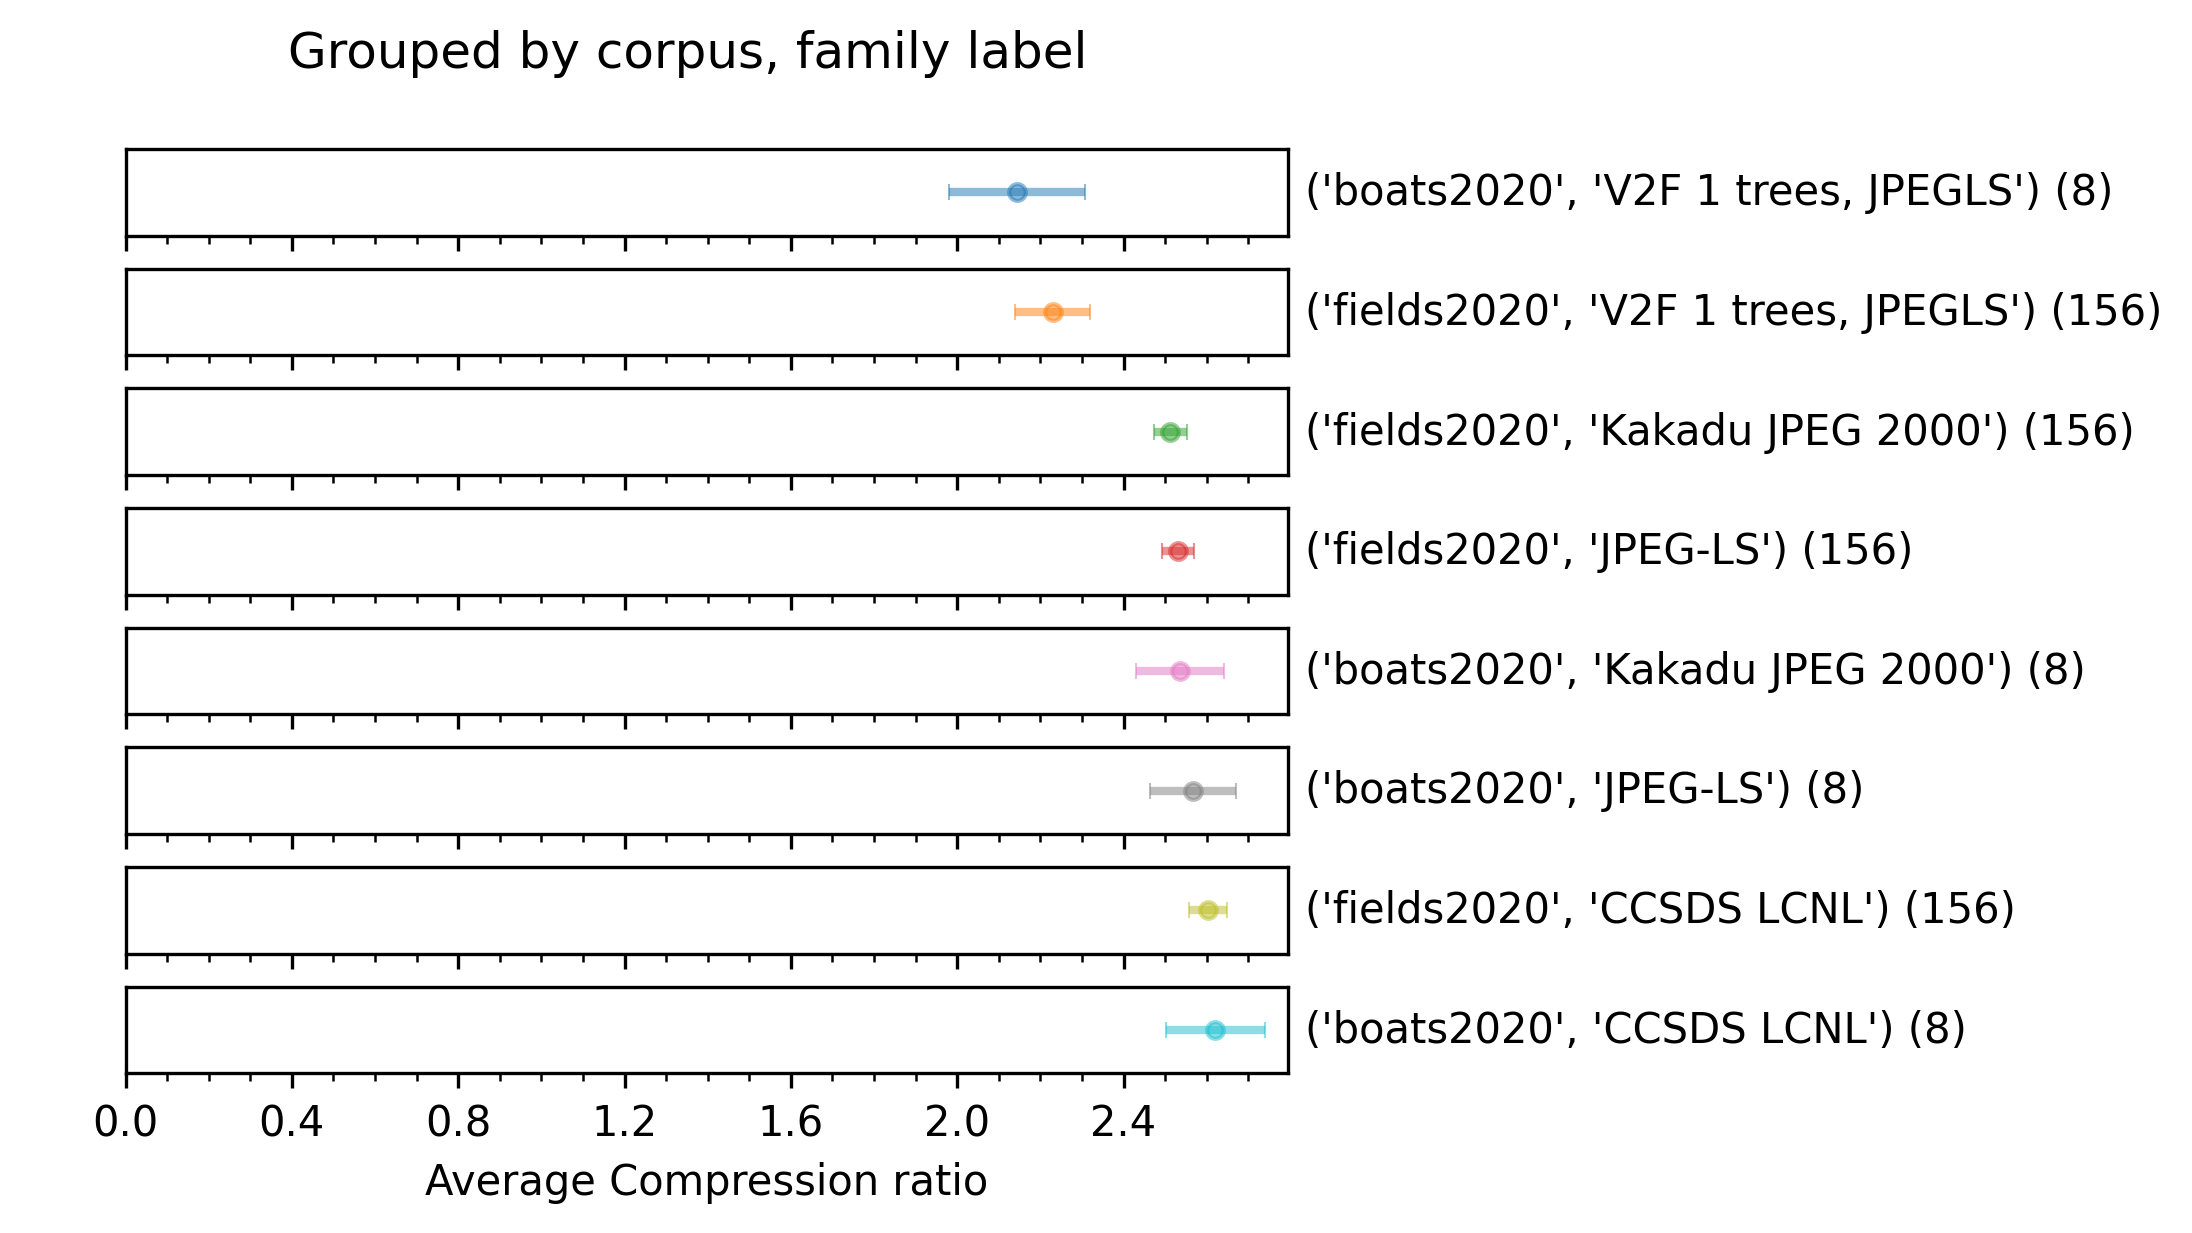 Grouped by corpus, family label
('boats2020', 'V2F 1 trees, JPEGLS') (8)
('fields2020', 'V2F 1 trees, JPEGLS') (156)
('fields2020', 'Kakadu JPEG 2000') (156)
('fields2020', 'JPEG-LS') (156)
('boats2020', 'Kakadu JPEG 2000') (8)
('boats2020', 'JPEG-LS') (8)
('fields2020', 'CCSDS LCNL') (156)
('boats2020', 'CCSDS LCNL') (8)
0.0 0.4 0.8 1.2 1.6 2.0 2.4
Average Compression ratio